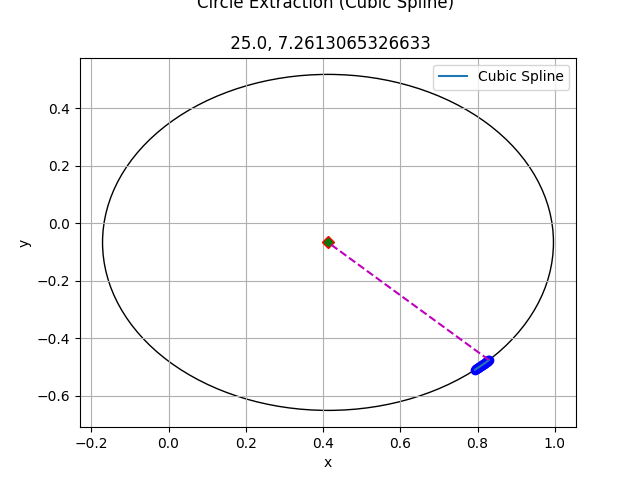 Circle Extraction (Cubic Spline)
25.0, 7.2613065326633
Cubic Spline
0.4
0.2
0.0
−0.2
−0.4
−0.6
y
−0.2 0.0 0.2 0.4 0.6 0.8 1.0
x